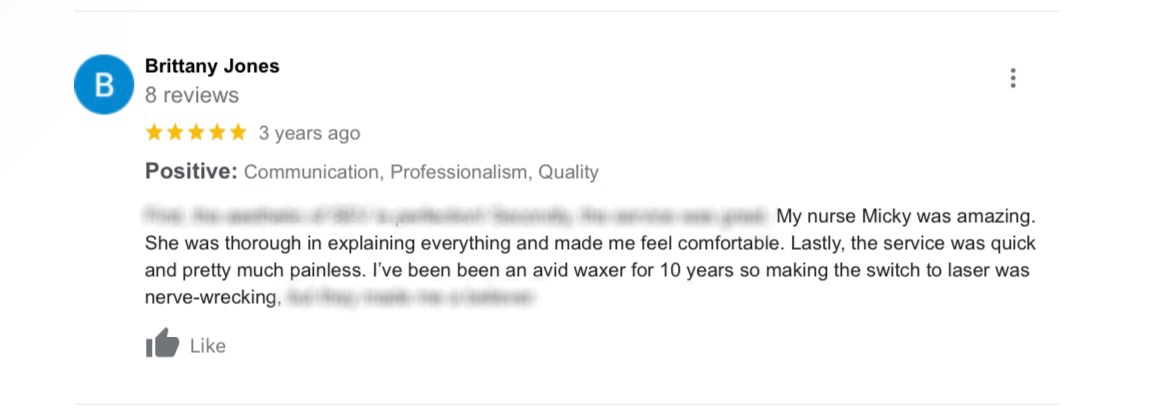 B
Brittany Jones
8 reviews
3 years ago
Positive: Communication, Professionalism, Quality
My nurse Micky was amazing.
She was thorough in explaining everything and made me feel comfortable. Lastly, the service was quick
and pretty much painless. I've been been an avid waxer for 10 years so making the switch to laser was
nerve-wrecking,
Like